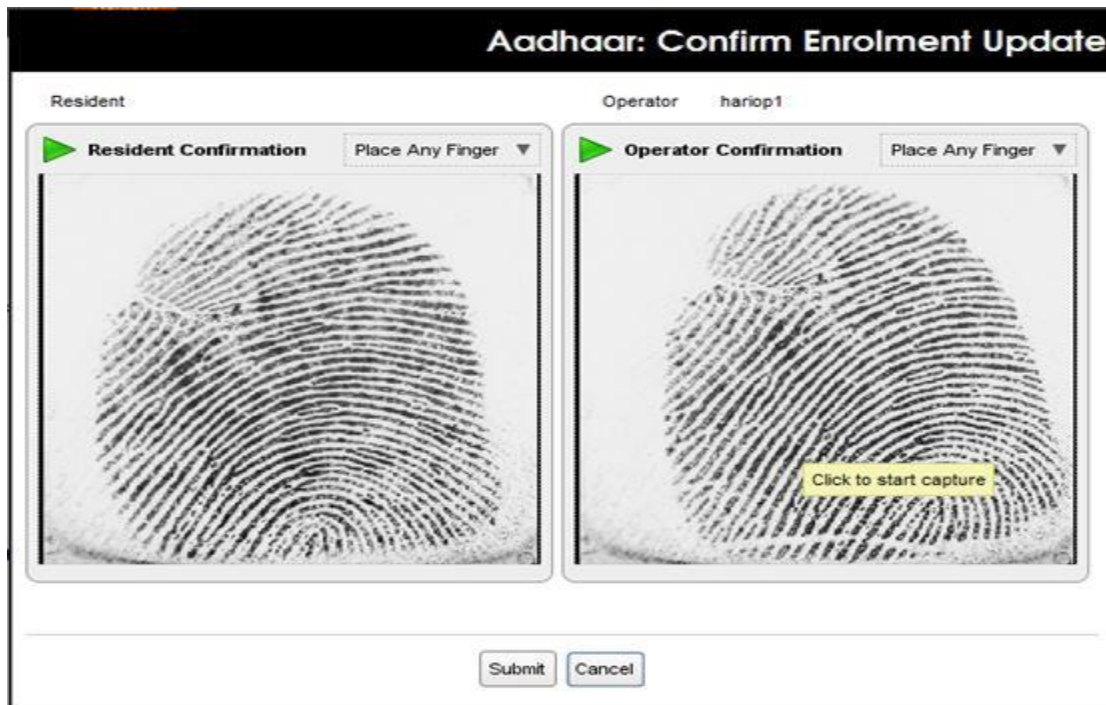 Aadhaar: Confirm Enrolment Update
Resident
Operator hariop1
Resident Confirmation Place Any Finger
Operator Confirmation Place Any Finger
Click to start capture
Submit Cancel